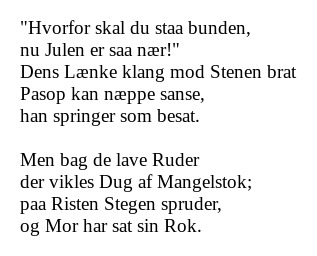 "Hvorfor skal du staa bunden,
nu Julen er saa nær!"
Dens Lænke klang mod Stenen brat
Pasop kan næppe sanse,
han springer som besat.

Men bag de lave Ruder
der vikles Dug af Mangelstok;
paa Risten Stegen spruder,
og Mor har sat sin Rok.